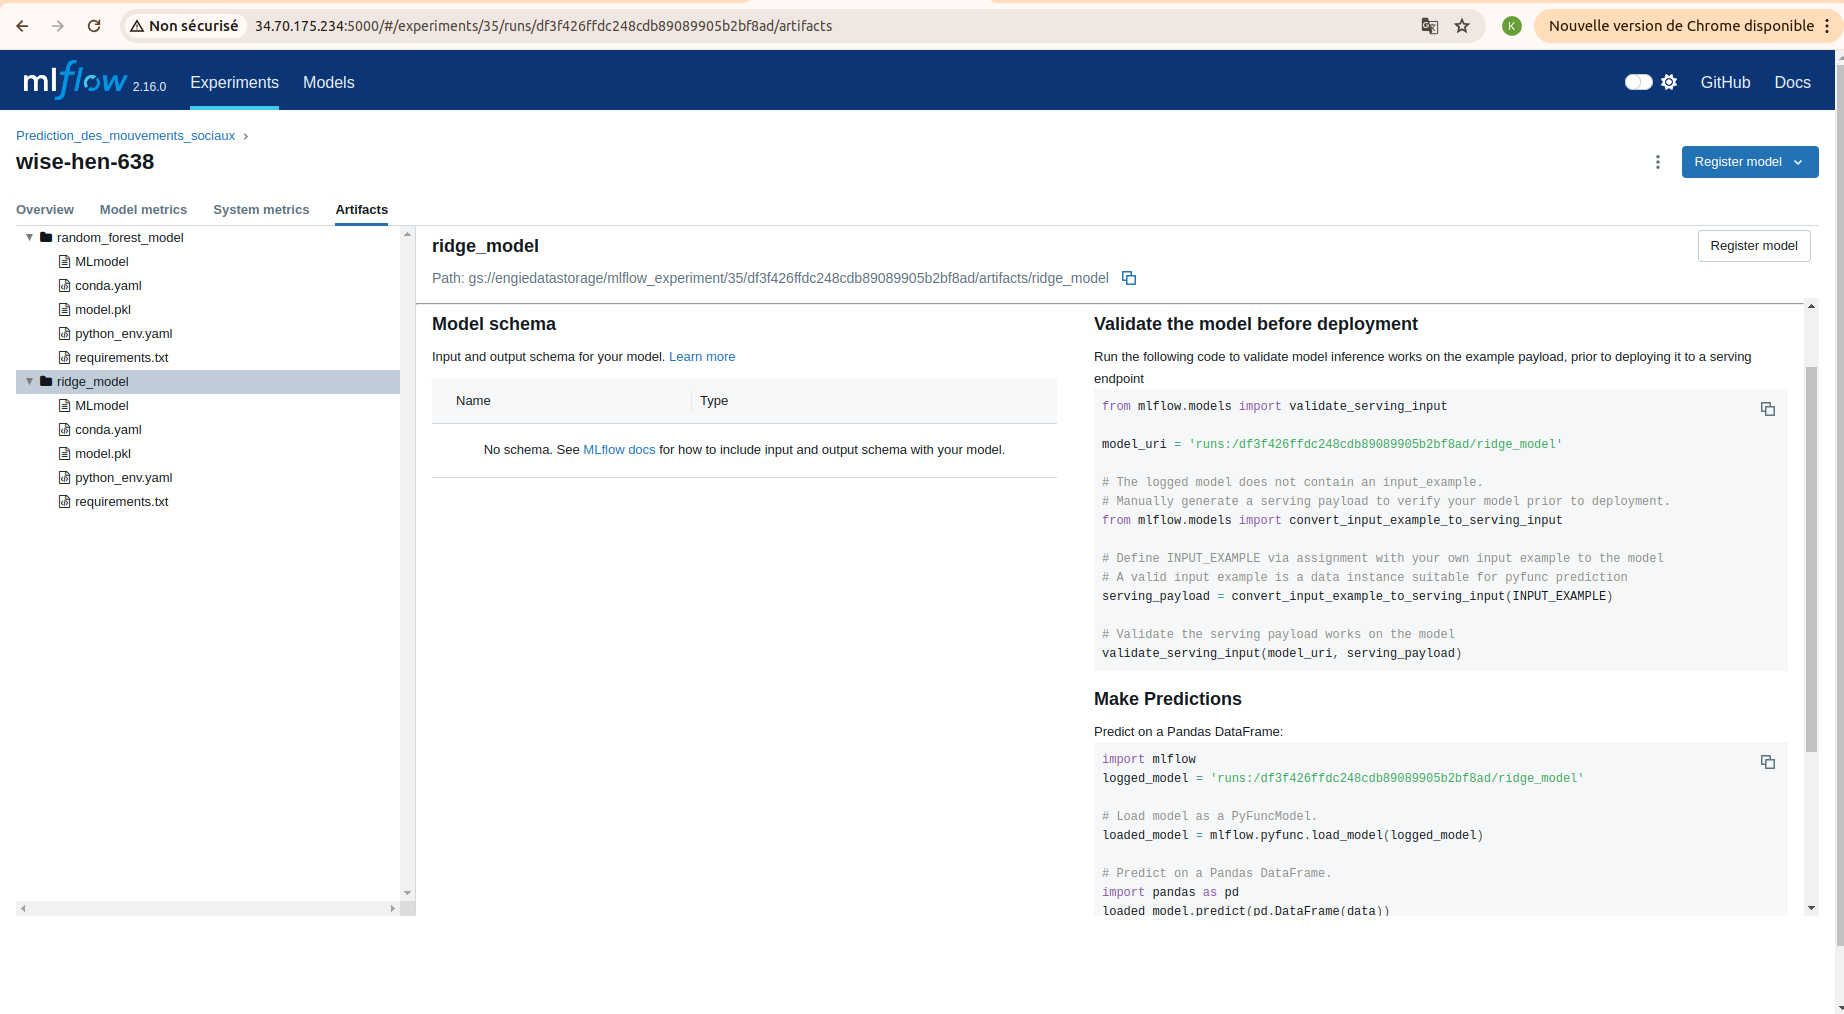 Non sécurisé 34.70.175.234:5000/#/experiments/35/runs/df3f426ffdc248cdb89089905b2bf8ad/artifacts K Nouvelle version de Chrome disponible
mlflow 2.16.0 Experiments Models GitHub Docs
Prediction_des_mouvements_sociaux
wise-hen-638
Register model
Overview Model metrics System metrics Artifacts
random_forest_model
MLmodel
conda.yaml
model.pkl
python_env.yaml
requirements.txt
ridge_model
MLmodel
conda.yaml
model.pkl
python_env.yaml
requirements.txt
ridge_model
Register model
Path: gs://engiedatastorage/mlflow_experiment/35/df3f426ffdc248cdb89089905b2bf8ad/artifacts/ridge_model
Model schema
Input and output schema for your model. Learn more
Name Type
No schema. See MLflow docs for how to include input and output schema with your model.
Validate the model before deployment
Run the following code to validate model inference works on the example payload, prior to deploying it to a serving
endpoint
from mlflow.models import validate_serving_input
model_uri = 'runs:/df3f426ffdc248cdb89089905b2bf8ad/ridge_model'
# The logged model does not contain an input_example.
# Manually generate a serving payload to verify your model prior to deployment.
from mlflow.models import convert_input_example_to_serving_input
# Define INPUT_EXAMPLE via assignment with your own input example to the model
# A valid input example is a data instance suitable for pyfunc prediction
serving_payload = convert_input_example_to_serving_input(INPUT_EXAMPLE)
# Validate the serving payload works on the model
validate_serving_input(model_uri, serving_payload)
Make Predictions
Predict on a Pandas DataFrame:
import mlflow
logged_model = 'runs:/df3f426ffdc248cdb89089905b2bf8ad/ridge_model'
# Load model as a PyFuncModel.
loaded_model = mlflow.pyfunc.load_model(logged_model)
# Predict on a Pandas DataFrame.
import pandas as pd
loaded_model.predict(pd.DataFrame(data))